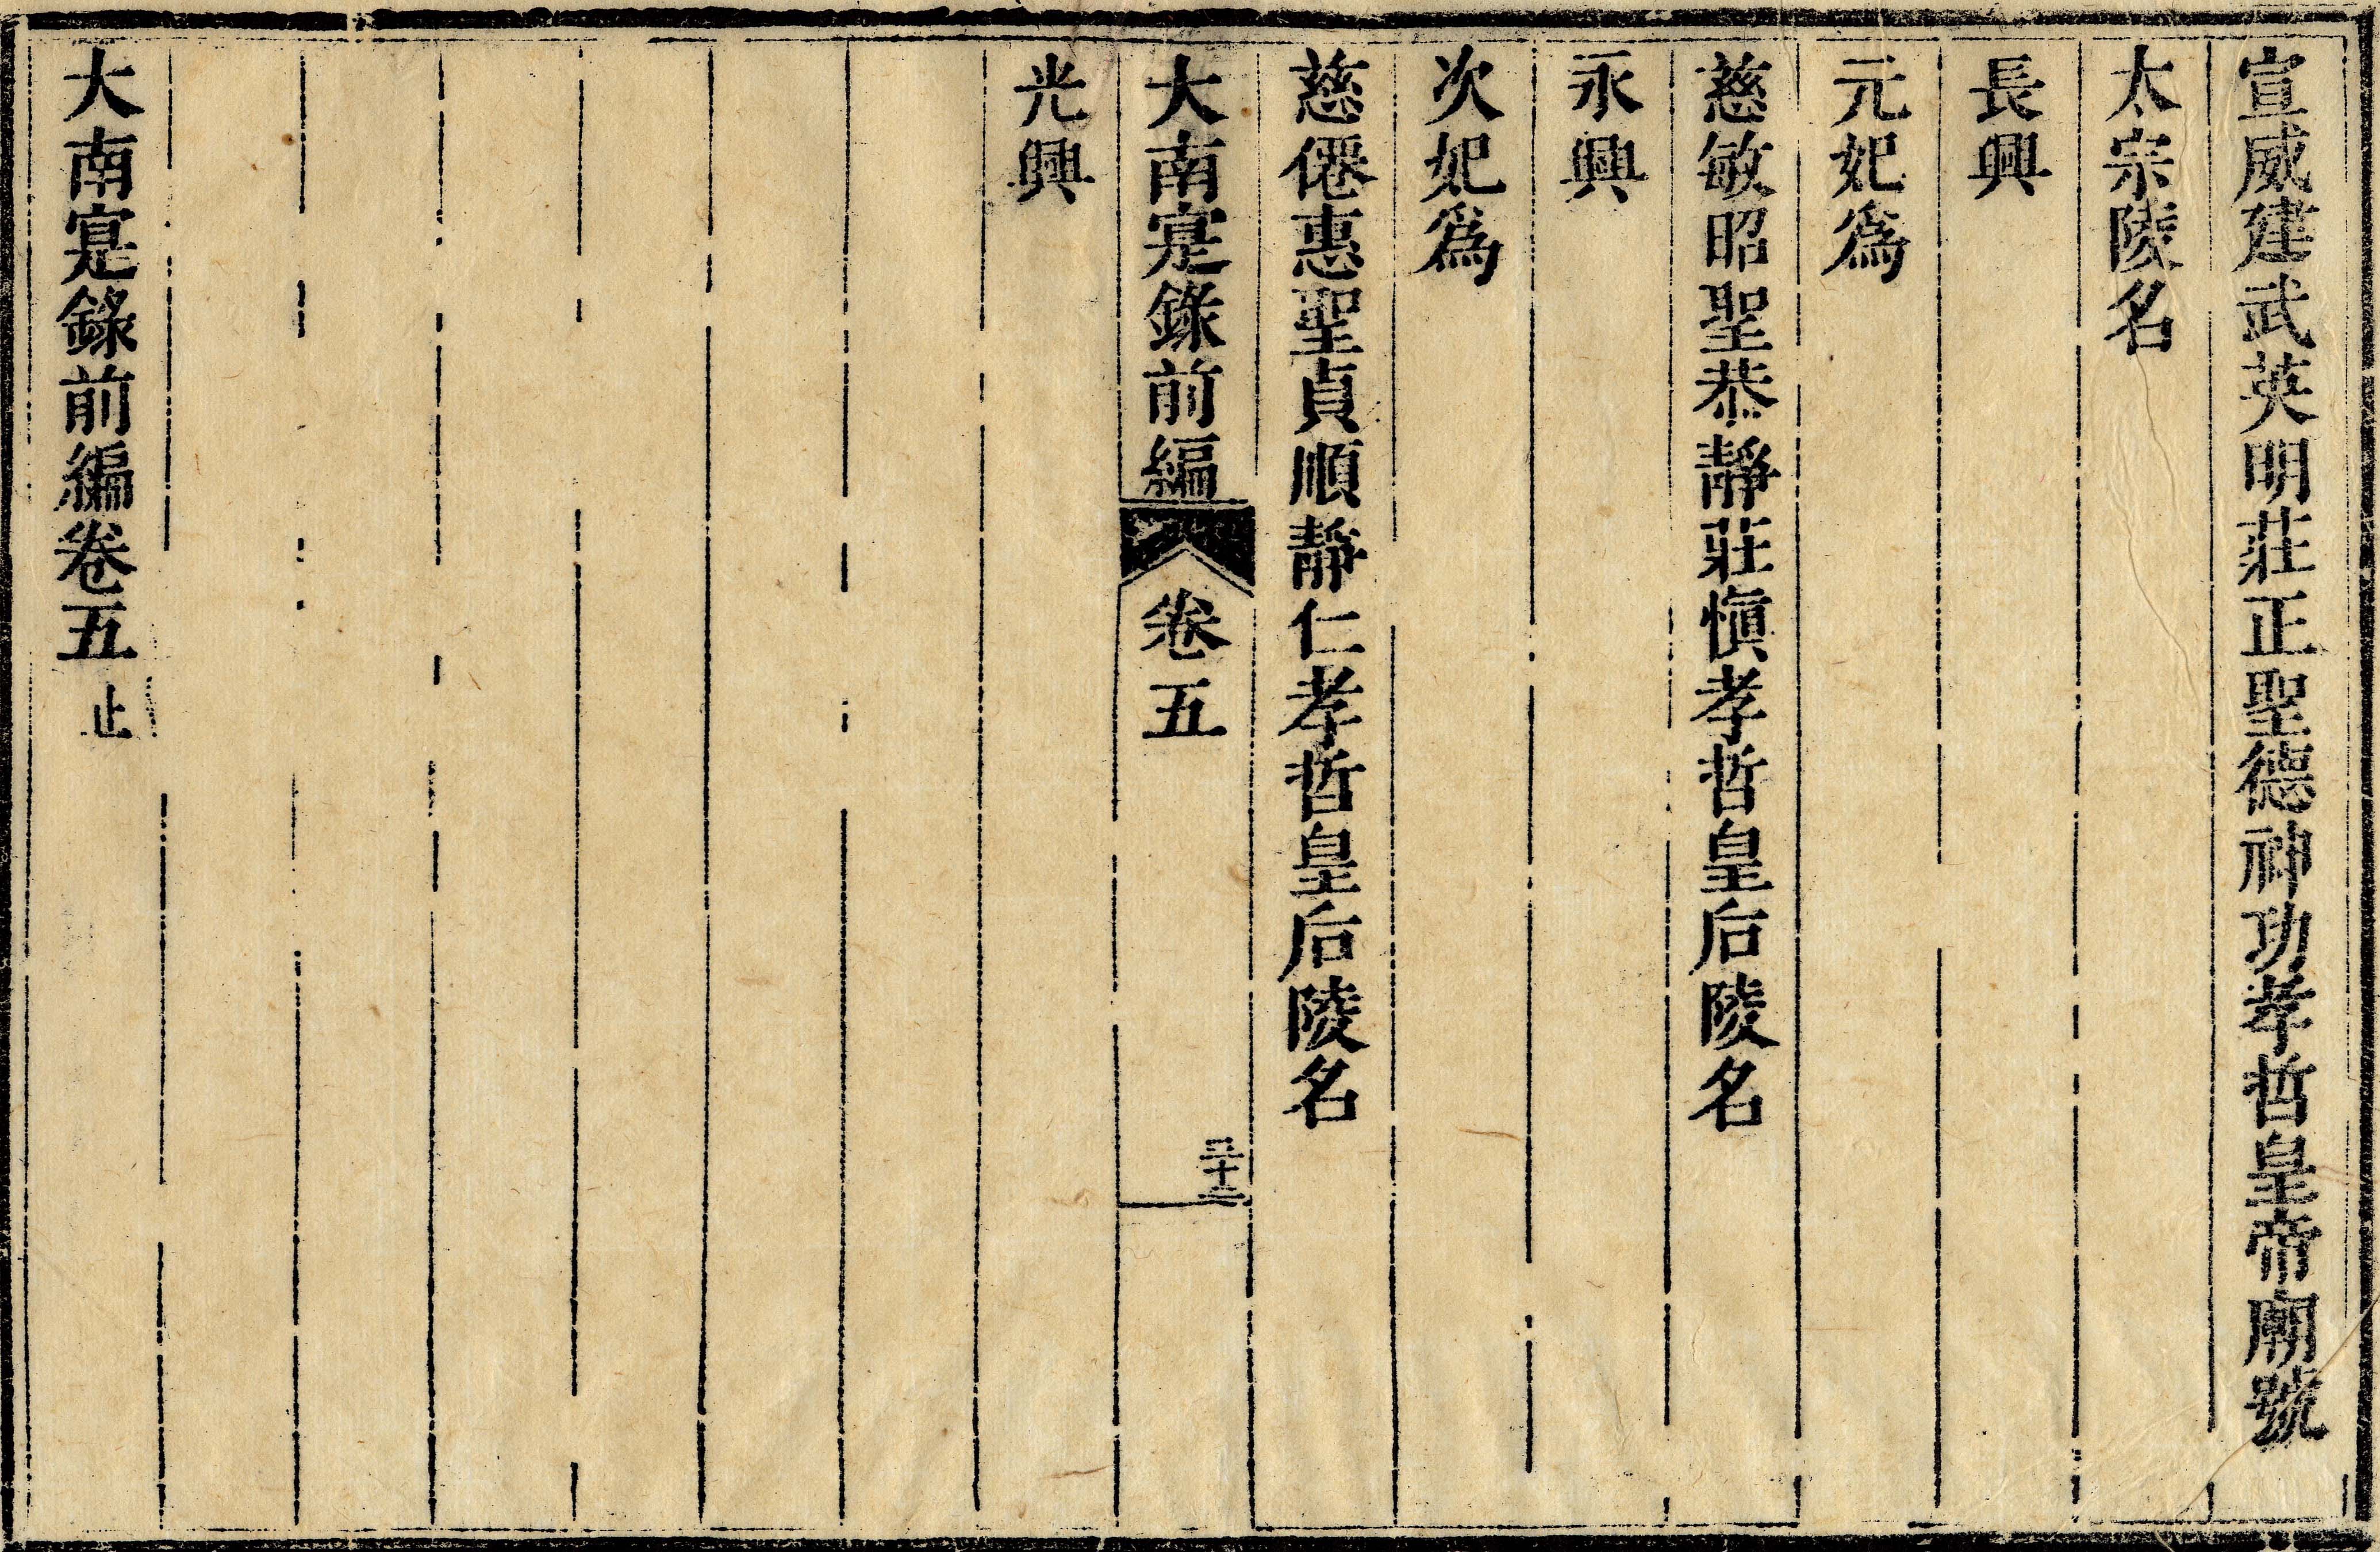 宣威建武英明莊正聖德神功孝哲皇帝廟號
太宗陵名
長興
元妃爲
慈敏昭聖恭靜莊愼孝哲皇后陵名
永興
次妃爲
慈僊惠聖貞順靜仁孝哲皇后陵名
大南寔錄前編 卷五 三十二
光興
大南寔錄前編卷五 止